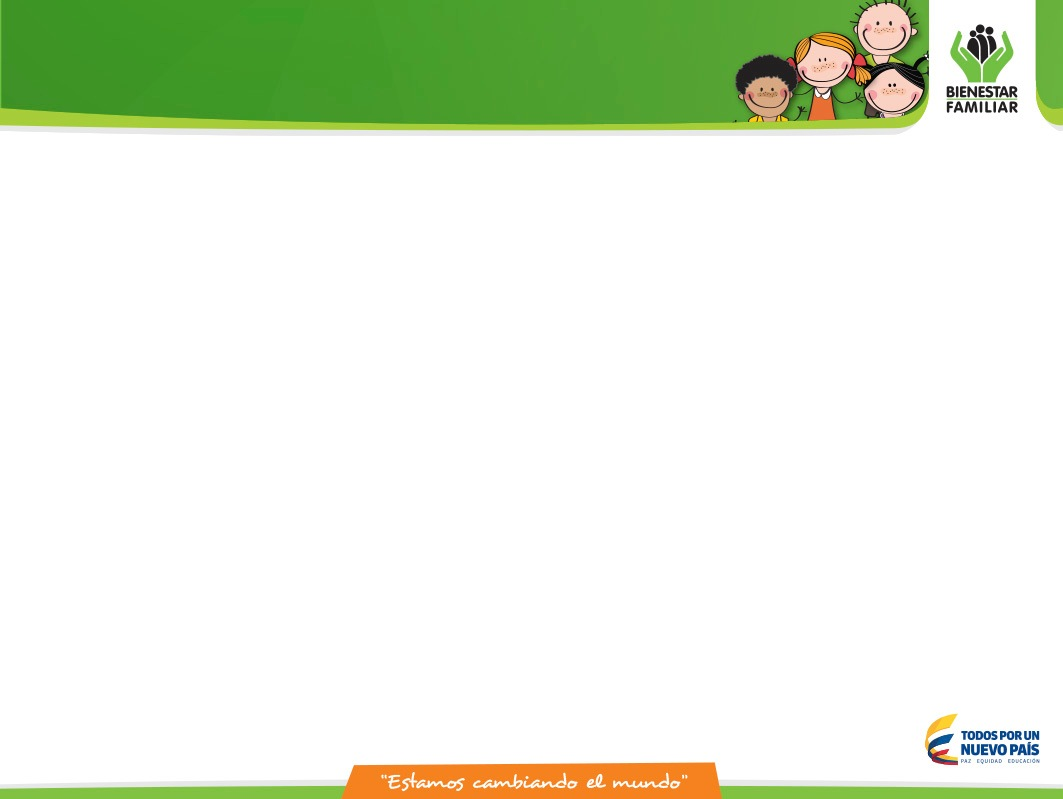 BIENESTAR
FAMILIAR
TODOS POR UN
NUEVO PAÍS
PAZ EQUIDAD EDUCACIÓN
"Estamos cambiando el mundo"